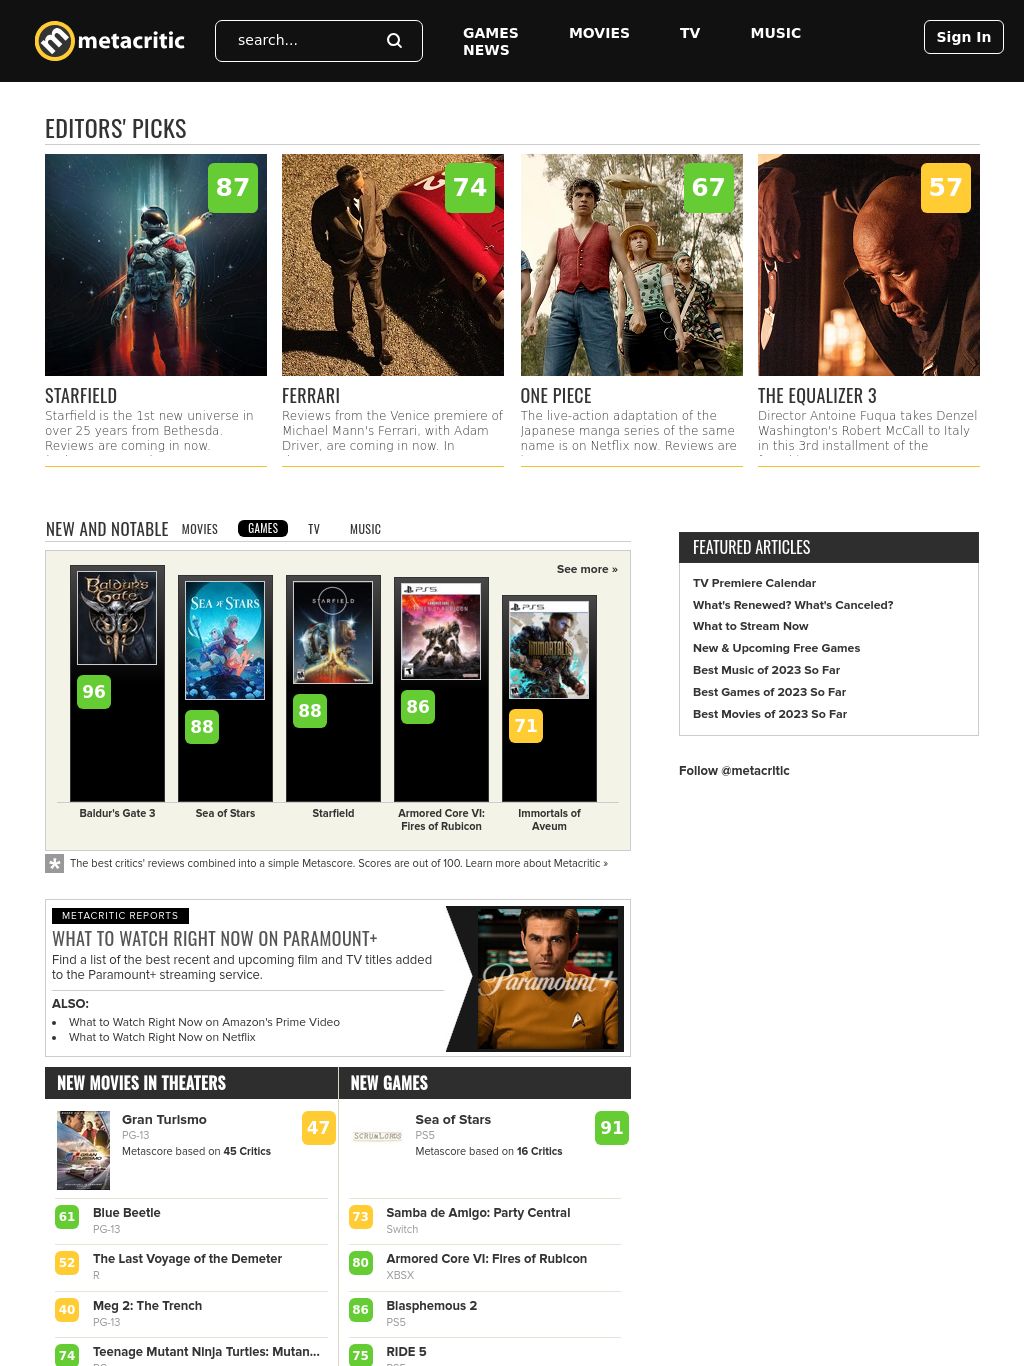 metacritic
search...
GAMES
MOVIES
TV
MUSIC
NEWS
Sign In
EDITORS' PICKS
87
74
67
57
STARFIELD
Starfield is the 1st new universe in
over 25 years from Bethesda.
Reviews are coming in now.
FERRARI
Reviews from the Venice premiere of
Michael Mann's Ferrari, with Adam
Driver, are coming in now. In
ONE PIECE
The live-action adaptation of the
Japanese manga series of the same
name is on Netflix now. Reviews are
THE EQUALIZER 3
Director Antoine Fuqua takes Denzel
Washington's Robert McCall to Italy
in this 3rd installment of the
NEW AND NOTABLE
MOVIES
GAMES
TV
MUSIC
See more »
Baldur's Gate
96
Baldur's Gate 3
SEA of STARS
88
Sea of Stars
STARFIELD
88
Starfield
PS5
86
Armored Core VI:
Fires of Rubicon
PS5
IMMORTALS
71
Immortals of
Aveum
The best critics' reviews combined into a simple Metascore. Scores are out of 100. Learn more about Metacritic »
FEATURED ARTICLES
TV Premiere Calendar
What's Renewed? What's Canceled?
What to Stream Now
New & Upcoming Free Games
Best Music of 2023 So Far
Best Games of 2023 So Far
Best Movies of 2023 So Far
Follow @metacritic
METACRITIC REPORTS
WHAT TO WATCH RIGHT NOW ON PARAMOUNT+
Find a list of the best recent and upcoming film and TV titles added
to the Paramount+ streaming service.
ALSO:
• What to Watch Right Now on Amazon's Prime Video
• What to Watch Right Now on Netflix
Paramount+
NEW MOVIES IN THEATERS
Gran Turismo
PG-13
Metascore based on 45 Critics
47
61
Blue Beetle
PG-13
52
The Last Voyage of the Demeter
R
40
Meg 2: The Trench
PG-13
74
Teenage Mutant Ninja Turtles: Mutan...
NEW GAMES
SCRUMLORDS
Sea of Stars
PS5
Metascore based on 16 Critics
91
73
Samba de Amigo: Party Central
Switch
80
Armored Core VI: Fires of Rubicon
XBSX
86
Blasphemous 2
PS5
75
RIDE 5